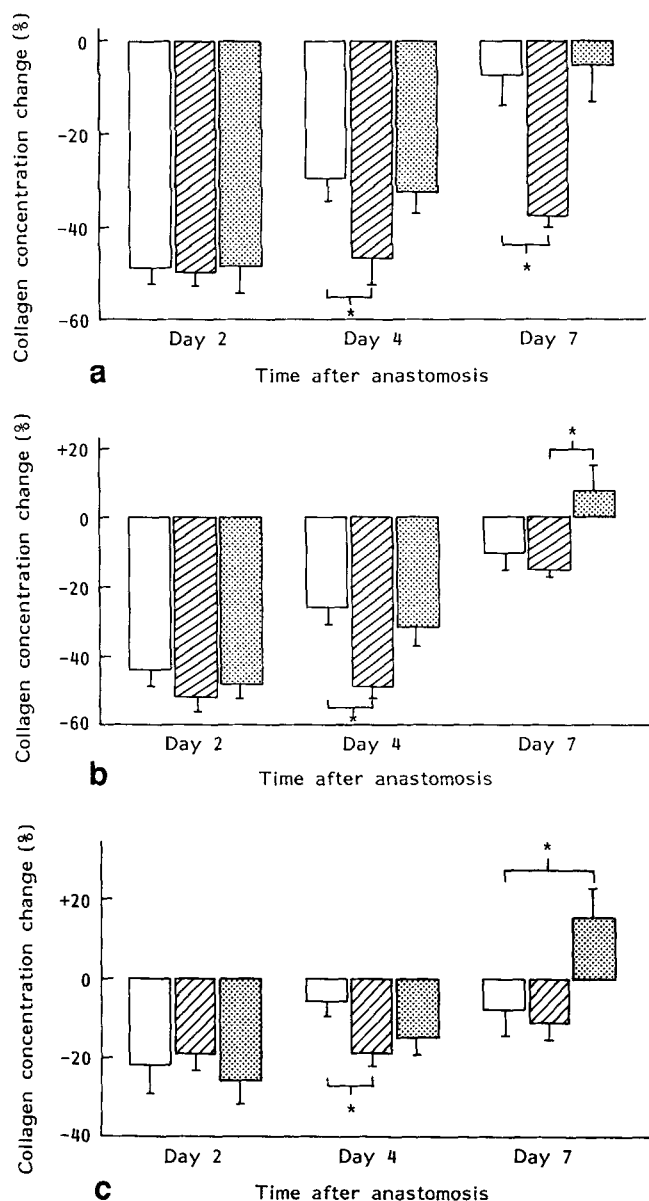 Collagen concentration change (%)
0
-20
-40
-60
*
*
Day 2 Day 4 Day 7
a Time after anastomosis
Collagen concentration change (%)
+20
0
-20
-40
-60
*
*
Day 2 Day 4 Day 7
b Time after anastomosis
Collagen concentration change (%)
+20
0
-20
-40
*
*
Day 2 Day 4 Day 7
c Time after anastomosis